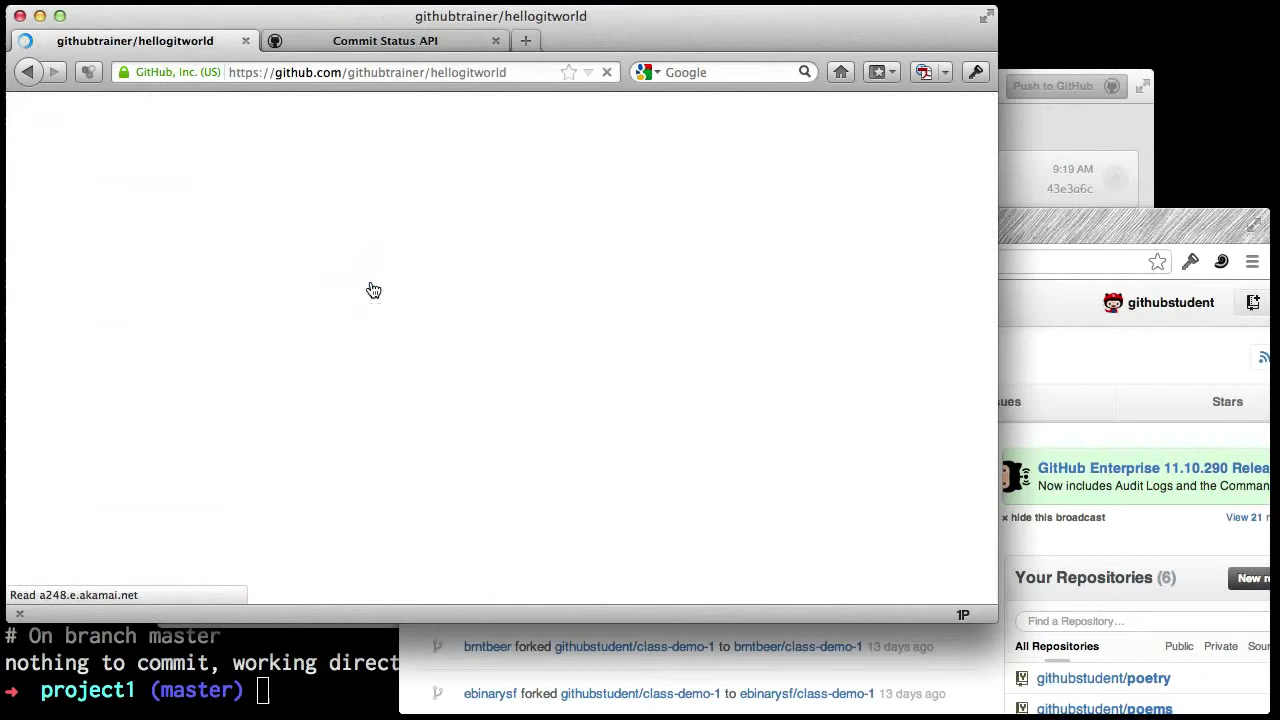 githubtrainer/hellogitworld
githubtrainer/hellogitworld
Commit Status API
GitHub, Inc. (US)
https://github.com/githubtrainer/hellogitworld
Google
Push to GitHub
9:19 AM
43e3a6c
githubstudent
Stars
GitHub Enterprise 11.10.290 Relea
Now includes Audit Logs and the Comman
× hide this broadcast
View 21 
Your Repositories (6)
New re
Find a Repository…
All Repositories
Public
Private
Sour
githubstudent/poetry
githubstudent/poems
Read a248.e.akamai.net
1P
brntbeer forked githubstudent/class-demo-1 to brntbeer/class-demo-1 13 days ago
ebinarysf forked githubstudent/class-demo-1 to ebinarysf/class-demo-1 13 days ago
# On branch master
nothing to commit, working direct
➜ project1 (master)